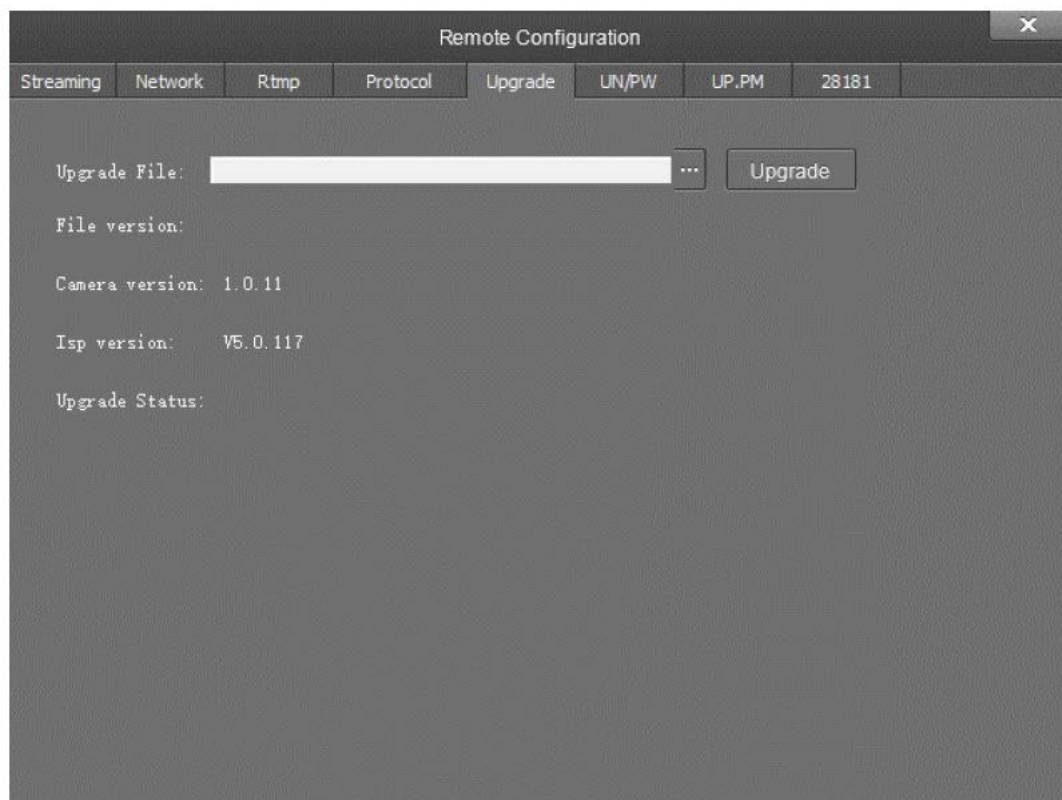 Remote Configuration
Streaming Network Rtmp Protocol Upgrade UN/PW UP.PM 28181
Upgrade File: ... Upgrade
File version:
Camera version: 1.0.11
Isp version: V5.0.117
Upgrade Status: